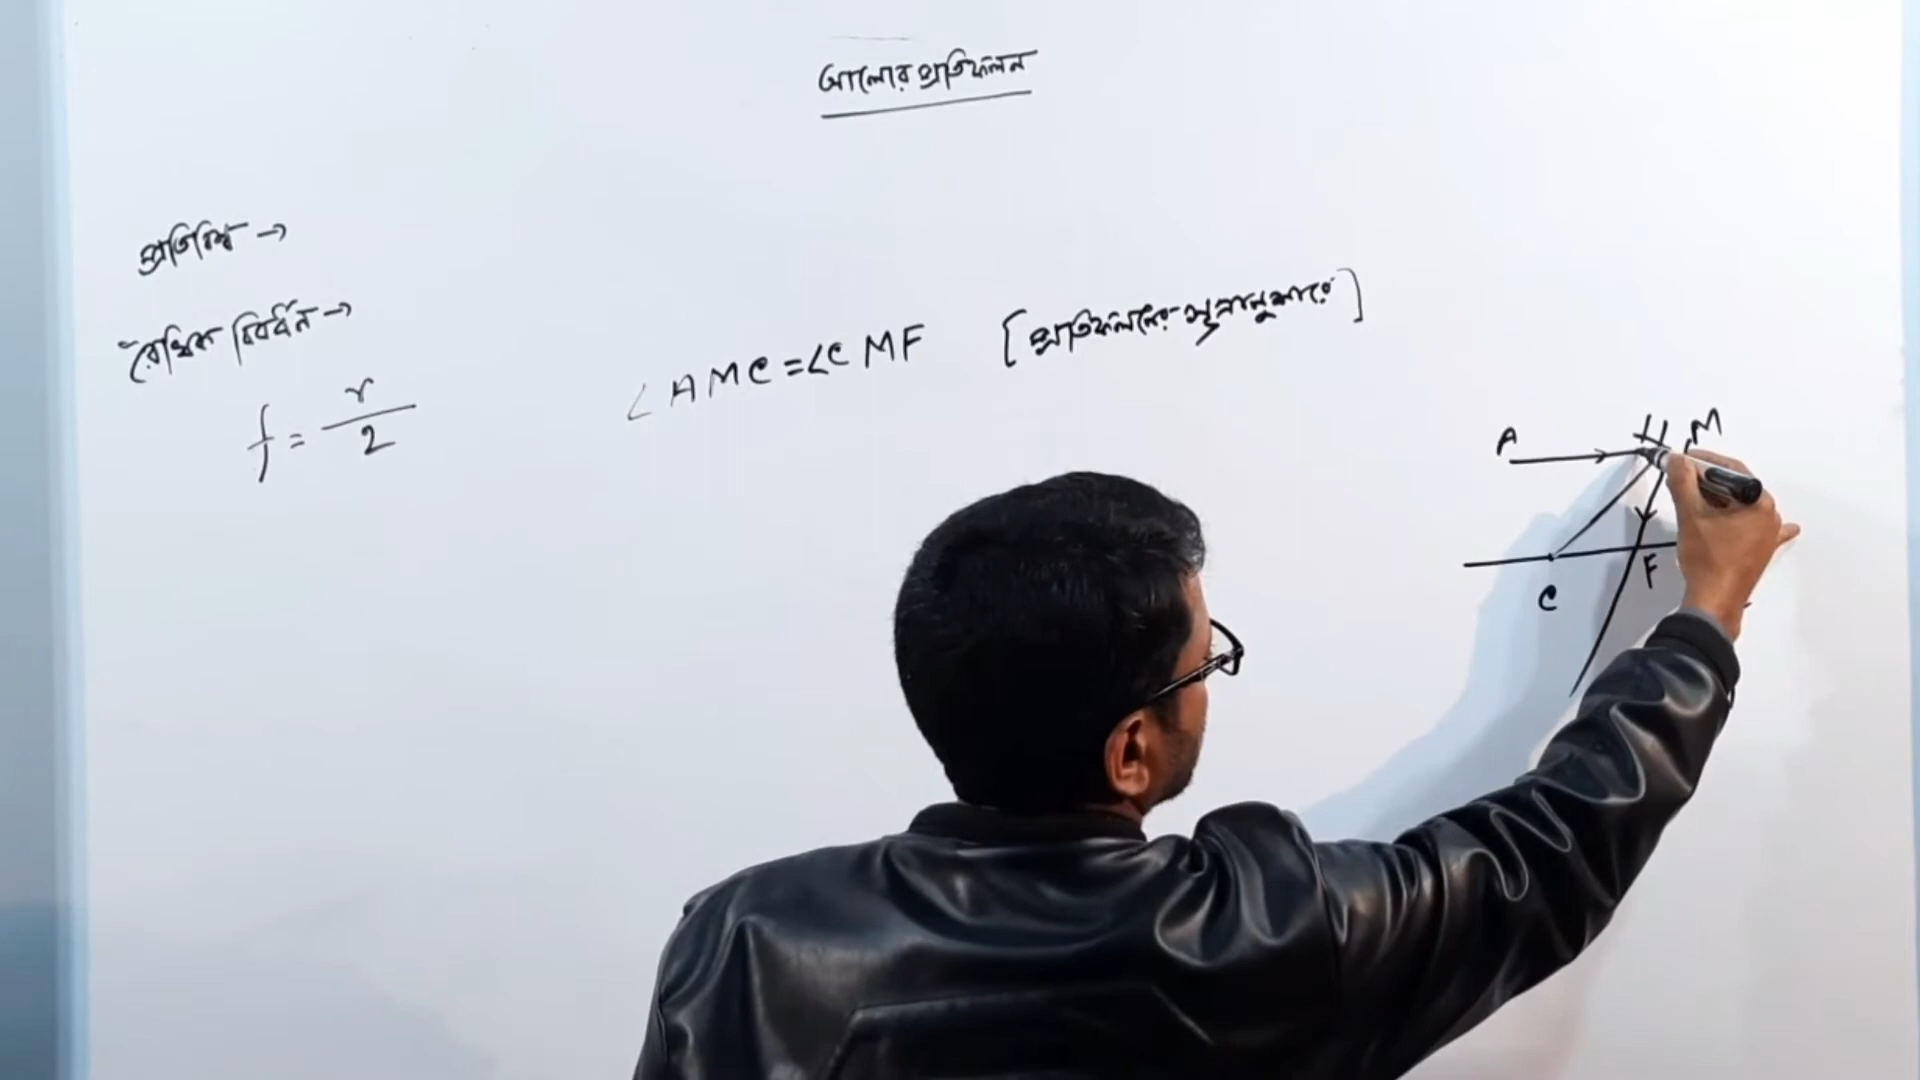 আলোর প্রতিফলন
প্রতিবিম্ব →
রৈখিক বিবর্ধন →
f = r/2
∠AMC = ∠CMF [প্রতিফলনের সূত্রানুসারে]
A M
C F